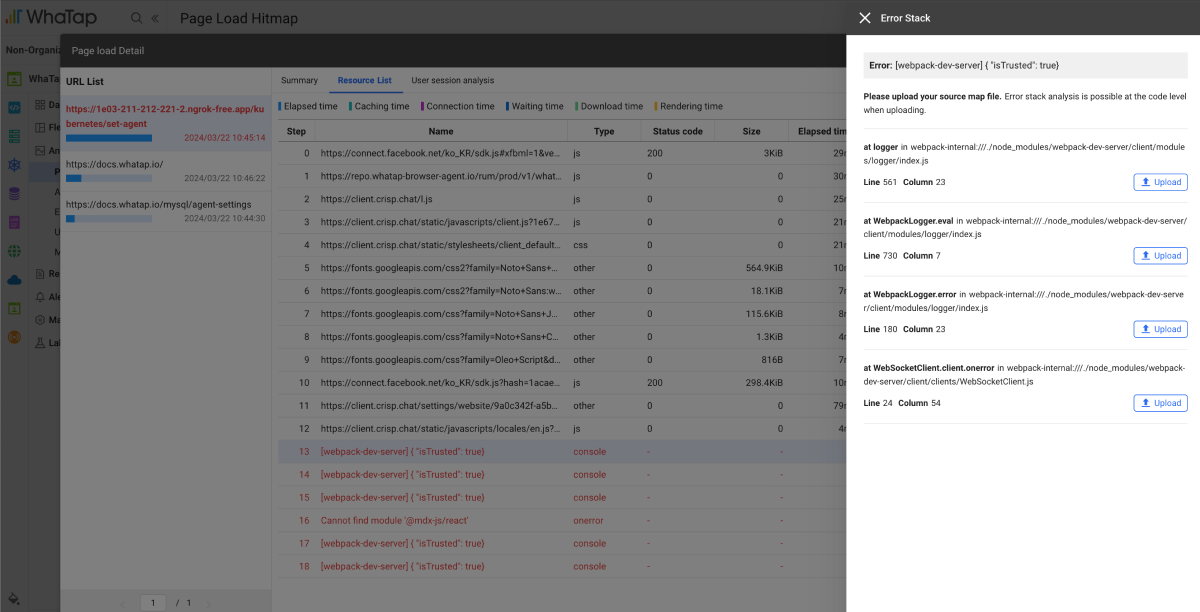 WhaTap
Page Load Hitmap
Non-Organiz
WhaTa
Page load Detail
URL List
https://1e03-211-212-221-2.ngrok-free.app/ku
bernetes/set-agent
2024/03/22 10:45:14
https://docs.whatap.io/
2024/03/22 10:46:22
https://docs.whatap.io/mysql/agent-settings
2024/03/22 10:44:30
1 / 1
Da
Fle
An
P
A
E
U
M
Re
Ale
Ma
Lab
Summary Resource List User session analysis
Elapsed time Caching time Connection time Waiting time Download time Rendering time
Step Name Type Status code Size Elapsed tim
0 https://connect.facebook.net/ko_KR/sdk.js#xfbml=1&ve... js 200 3KiB 29m
1 https://repo.whatap-browser-agent.io/rum/prod/v1/what... js 0 0 30m
2 https://client.crisp.chat/l.js js 0 0 25m
3 https://client.crisp.chat/static/javascripts/client.js?1e67... js 0 0 21m
4 https://client.crisp.chat/static/stylesheets/client_default... css 0 0 21m
5 https://fonts.googleapis.com/css2?family=Noto+Sans+... other 0 564.9KiB 10m
6 https://fonts.googleapis.com/css2?family=Noto+Sans:w... other 0 18.1KiB 7m
7 https://fonts.googleapis.com/css?family=Noto+Sans+J... other 0 115.6KiB 8m
8 https://fonts.googleapis.com/css?family=Noto+Sans+C... other 0 1.3KiB 4m
9 https://fonts.googleapis.com/css?family=Oleo+Script&d... other 0 816B 7m
10 https://connect.facebook.net/ko_KR/sdk.js?hash=1acae... js 200 298.4KiB 10m
11 https://client.crisp.chat/settings/website/9a0c342f-a5b... other 0 0 79m
12 https://client.crisp.chat/static/javascripts/locales/en.js?... js 0 0 4m
13 [webpack-dev-server] { "isTrusted": true} console - -
14 [webpack-dev-server] { "isTrusted": true} console - -
15 [webpack-dev-server] { "isTrusted": true} console - -
16 Cannot find module '@mdx-js/react' onerror - -
17 [webpack-dev-server] { "isTrusted": true} console - -
18 [webpack-dev-server] { "isTrusted": true} console - -
Error Stack
Error: [webpack-dev-server] { "isTrusted": true}
Please upload your source map file. Error stack analysis is possible at the code level
when uploading.
at logger in webpack-internal:///./node_modules/webpack-dev-server/client/module
s/logger/index.js
Line 561 Column 23 Upload
at WebpackLogger.eval in webpack-internal:///./node_modules/webpack-dev-server/
client/modules/logger/index.js
Line 730 Column 7 Upload
at WebpackLogger.error in webpack-internal:///./node_modules/webpack-dev-serve
r/client/modules/logger/index.js
Line 180 Column 23 Upload
at WebSocketClient.client.onerror in webpack-internal:///./node_modules/webpack-
dev-server/client/clients/WebSocketClient.js
Line 24 Column 54 Upload